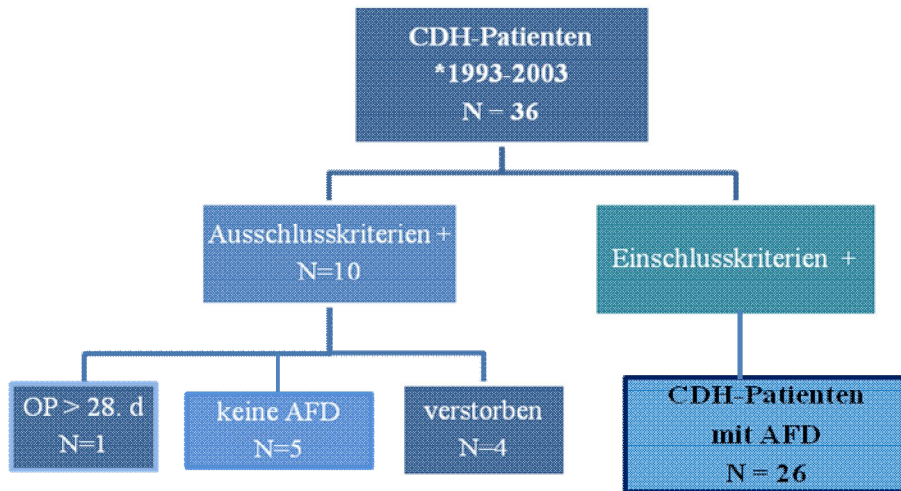 CDH-Patienten
*1993-2003
N = 36
Ausschlusskriterien +
N=10
Einschlusskriterien +
OP > 28. d
N=1
keine AFD
N=5
verstorben
N=4
CDH-Patienten
mit AFD
N = 26